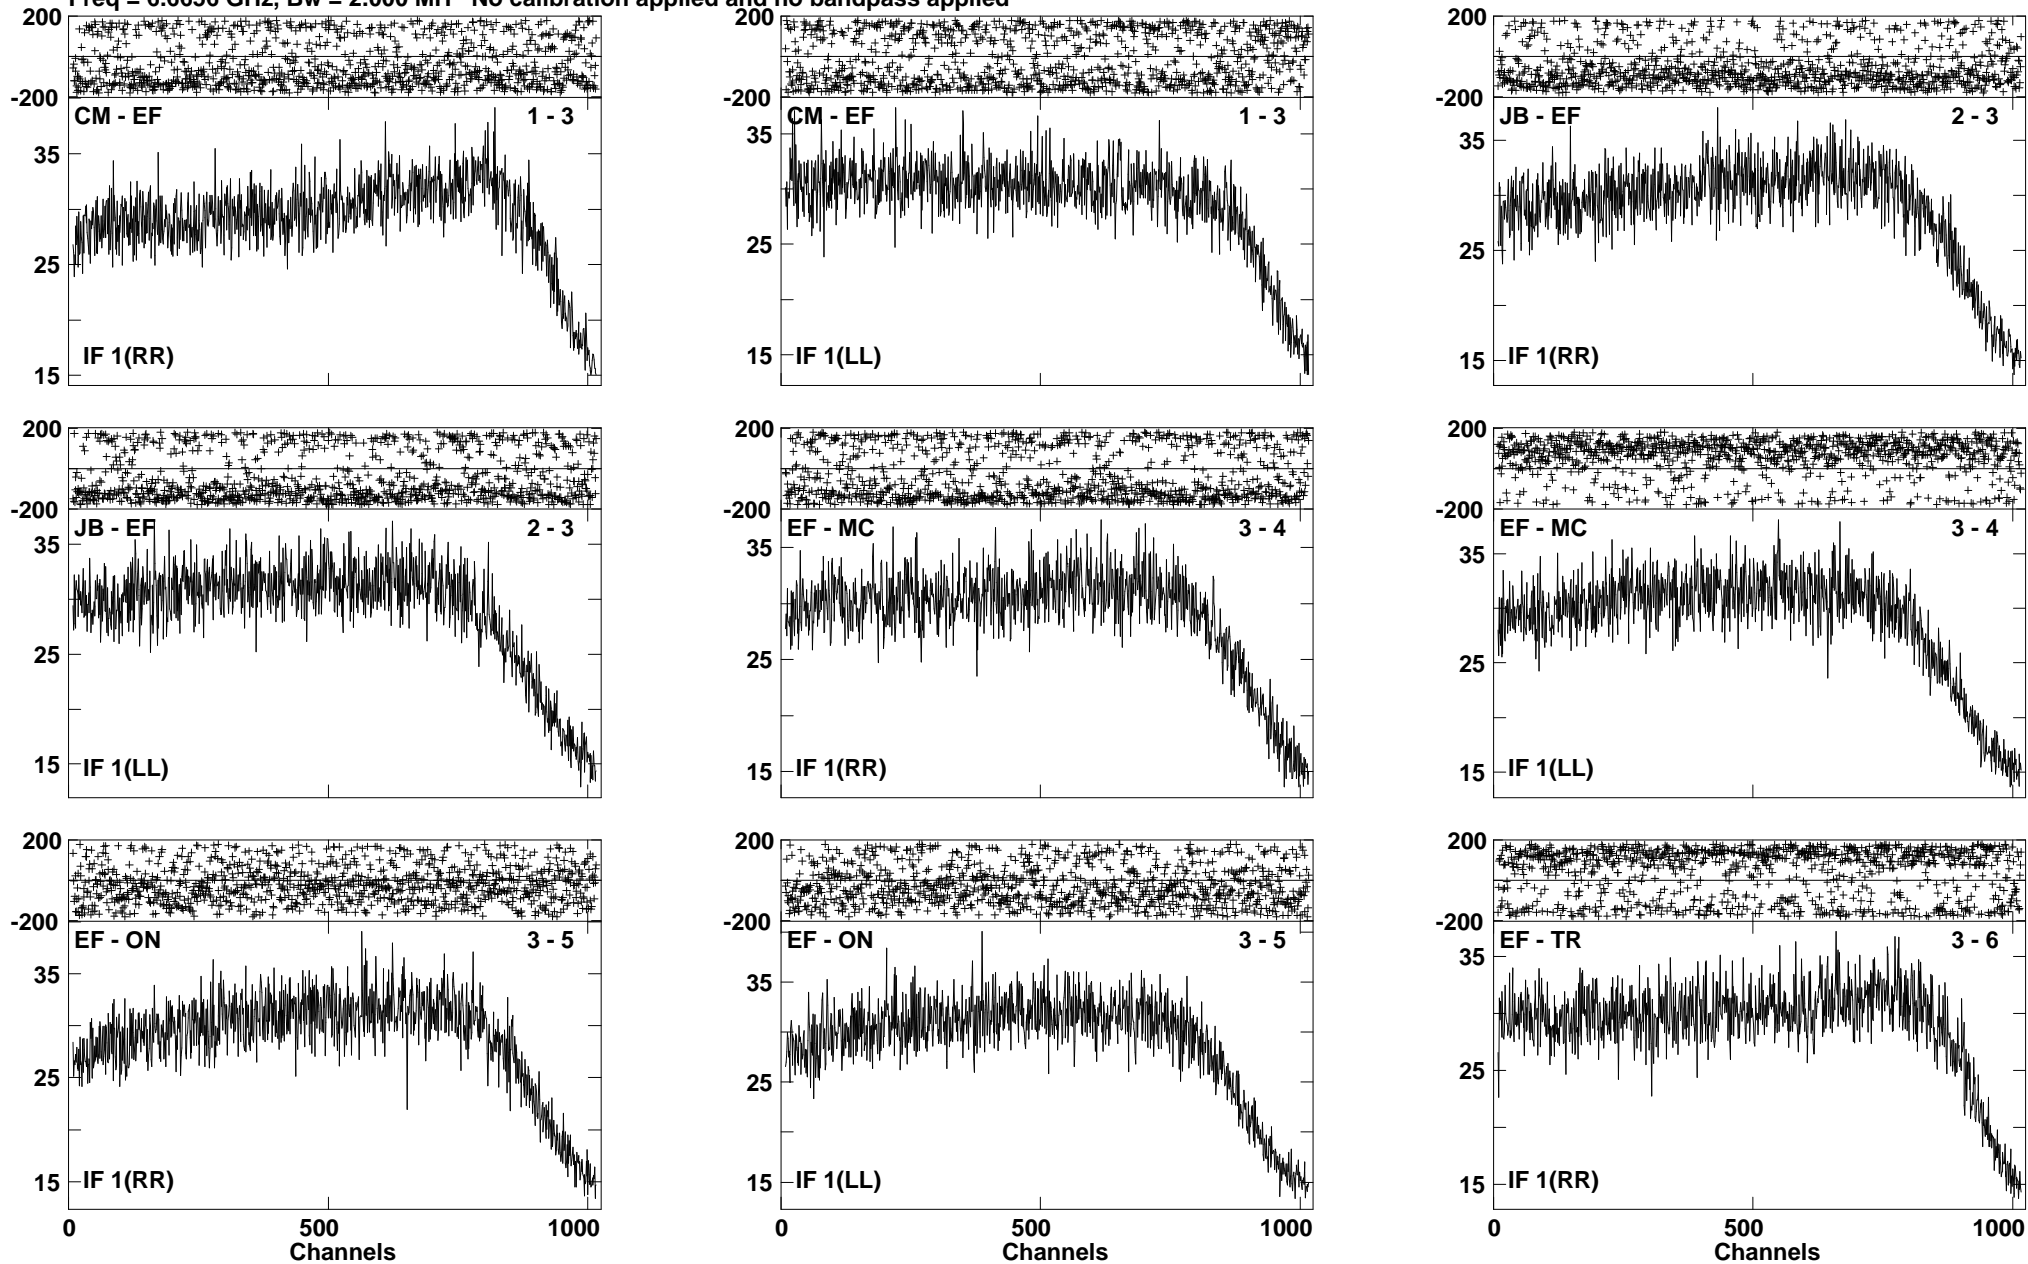 No calibration applied and no bandpass applied
200
-200
CM - EF 1 - 3
35
25
15
IF 1(RR)
200
-200
CM - EF 1 - 3
35
25
15
IF 1(LL)
200
-200
JB - EF 2 - 3
35
25
15
IF 1(RR)
200
-200
JB - EF 2 - 3
35
25
15
IF 1(LL)
200
-200
EF - MC 3 - 4
35
25
15
IF 1(RR)
200
-200
EF - MC 3 - 4
35
25
15
IF 1(LL)
200
-200
EF - ON 3 - 5
35
25
15
IF 1(RR)
0 500 1000
Channels
200
-200
EF - ON 3 - 5
35
25
15
IF 1(LL)
0 500 1000
Channels
200
-200
EF - TR 3 - 6
35
25
15
IF 1(RR)
0 500 1000
Channels